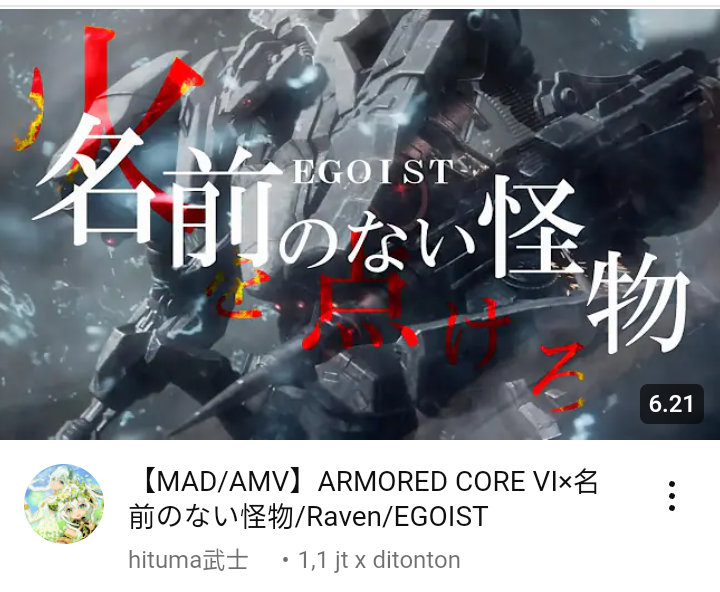 火を点けろ
EGOIST
名前のない怪物
6.21
【MAD/AMV】ARMORED CORE VI×名
前のない怪物/Raven/EGOIST
hituma武士 • 1,1 jt x ditonton